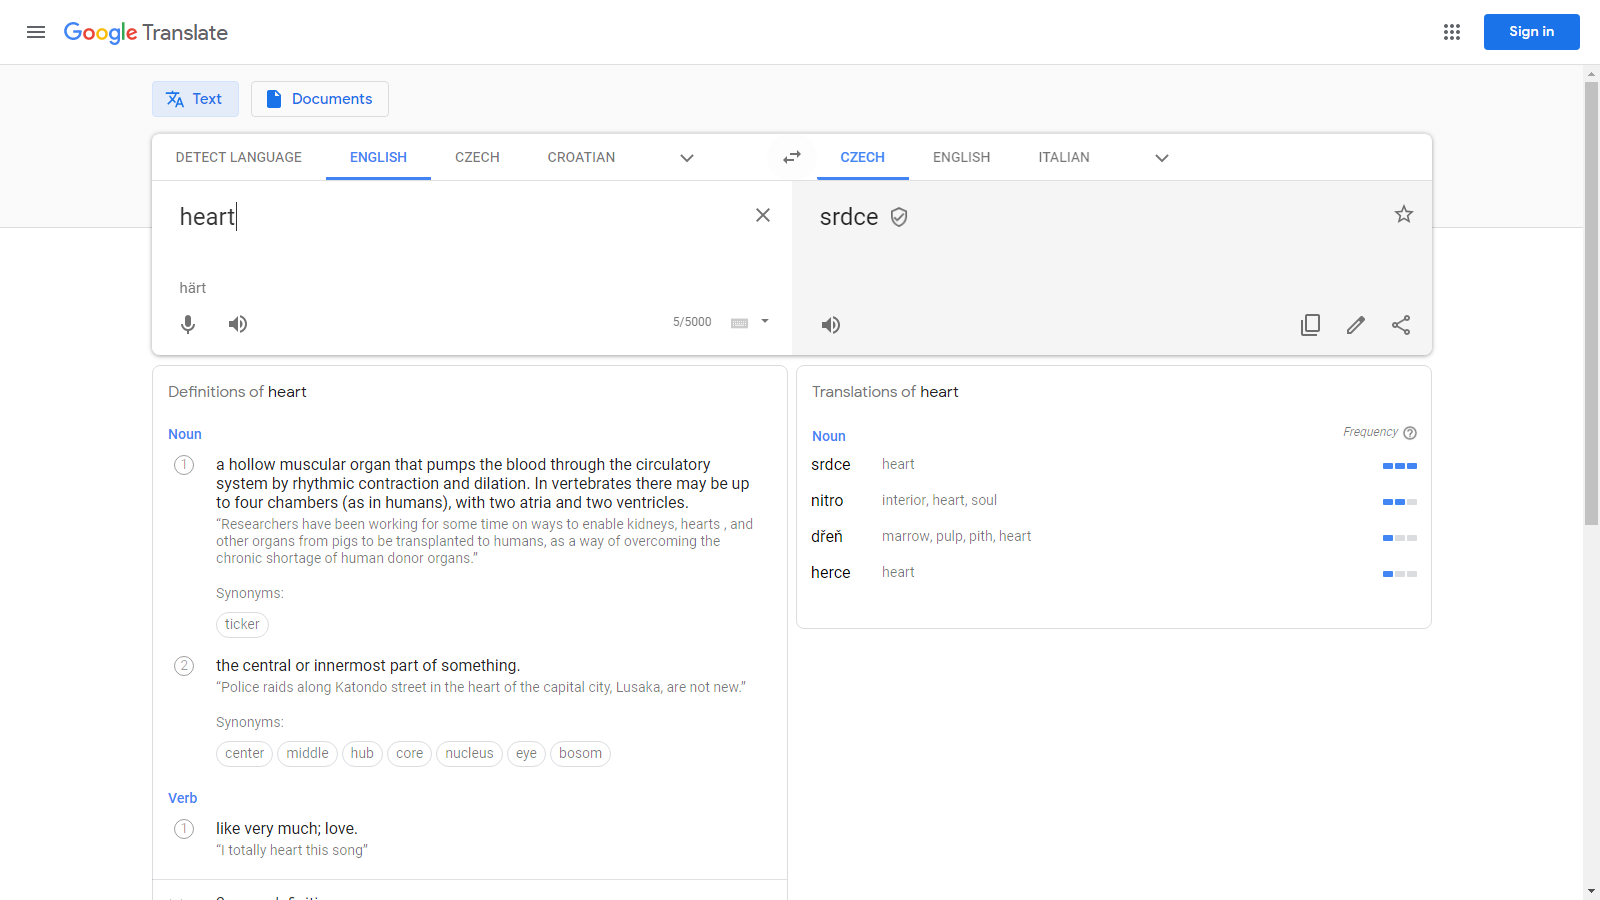 Google Translate
Sign in
Text
Documents
DETECT LANGUAGE ENGLISH CZECH CROATIAN
CZECH ENGLISH ITALIAN
heart
srdce
härt
5/5000
Definitions of heart
Noun
1 a hollow muscular organ that pumps the blood through the circulatory
system by rhythmic contraction and dilation. In vertebrates there may be up
to four chambers (as in humans), with two atria and two ventricles.
“Researchers have been working for some time on ways to enable kidneys, hearts , and
other organs from pigs to be transplanted to humans, as a way of overcoming the
chronic shortage of human donor organs.”
Synonyms:
ticker
2 the central or innermost part of something.
“Police raids along Katondo street in the heart of the capital city, Lusaka, are not new.”
Synonyms:
center middle hub core nucleus eye bosom
Verb
1 like very much; love.
“I totally heart this song”
Translations of heart
Noun Frequency
srdce heart
nitro interior, heart, soul
dřeň marrow, pulp, pith, heart
herce heart